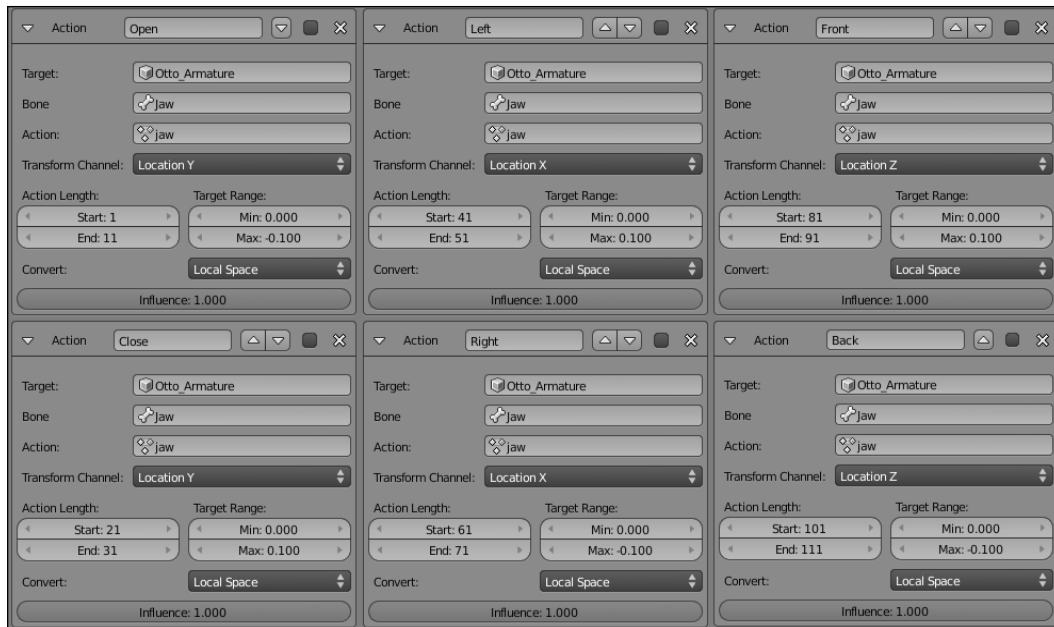 Action Open
Target: Otto_Armature
Bone Jaw
Action: jaw
Transform Channel: Location Y
Action Length: Target Range:
Start: 1 Min: 0.000
End: 11 Max: -0.100
Convert: Local Space
Influence: 1.000
Action Left
Target: Otto_Armature
Bone Jaw
Action: jaw
Transform Channel: Location X
Action Length: Target Range:
Start: 41 Min: 0.000
End: 51 Max: 0.100
Convert: Local Space
Influence: 1.000
Action Front
Target: Otto_Armature
Bone Jaw
Action: jaw
Transform Channel: Location Z
Action Length: Target Range:
Start: 81 Min: 0.000
End: 91 Max: 0.100
Convert: Local Space
Influence: 1.000
Action Close
Target: Otto_Armature
Bone Jaw
Action: jaw
Transform Channel: Location Y
Action Length: Target Range:
Start: 21 Min: 0.000
End: 31 Max: 0.100
Convert: Local Space
Influence: 1.000
Action Right
Target: Otto_Armature
Bone Jaw
Action: jaw
Transform Channel: Location X
Action Length: Target Range:
Start: 61 Min: 0.000
End: 71 Max: -0.100
Convert: Local Space
Influence: 1.000
Action Back
Target: Otto_Armature
Bone Jaw
Action: jaw
Transform Channel: Location Z
Action Length: Target Range:
Start: 101 Min: 0.000
End: 111 Max: -0.100
Convert: Local Space
Influence: 1.000